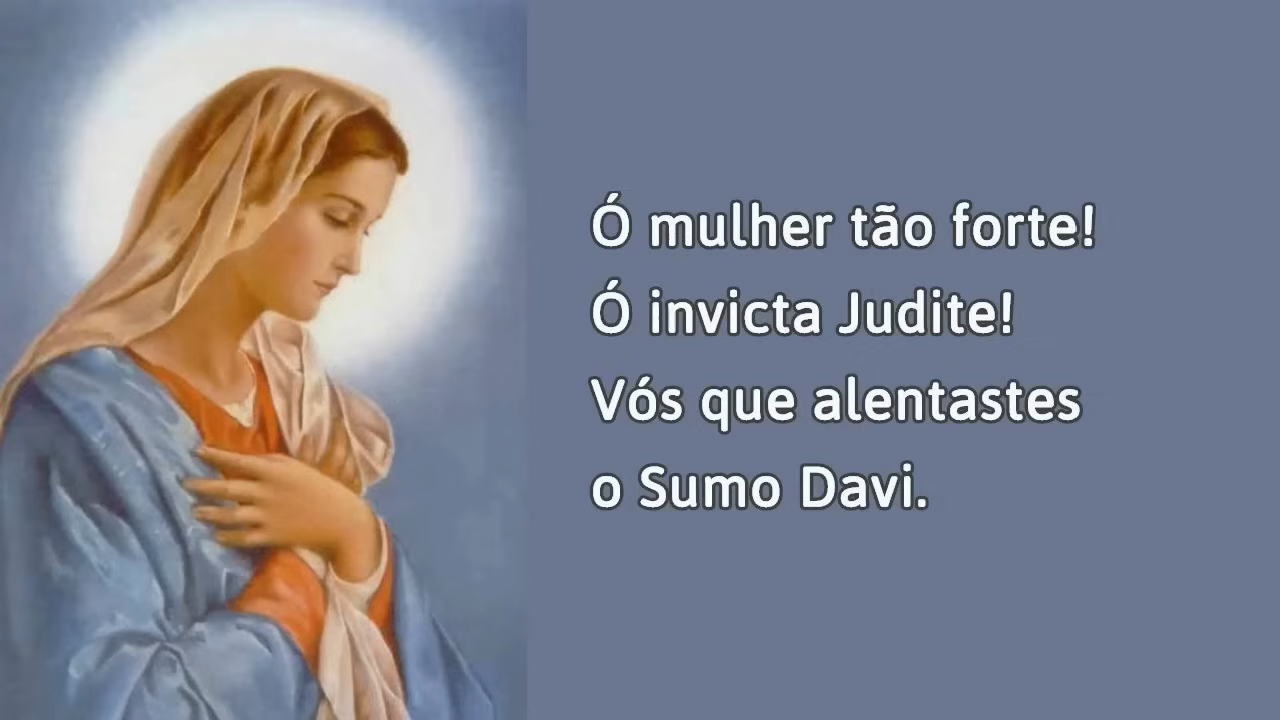 Ó mulher tão forte!
Ó invicta Judite!
Vós que alentastes
o Sumo Davi.